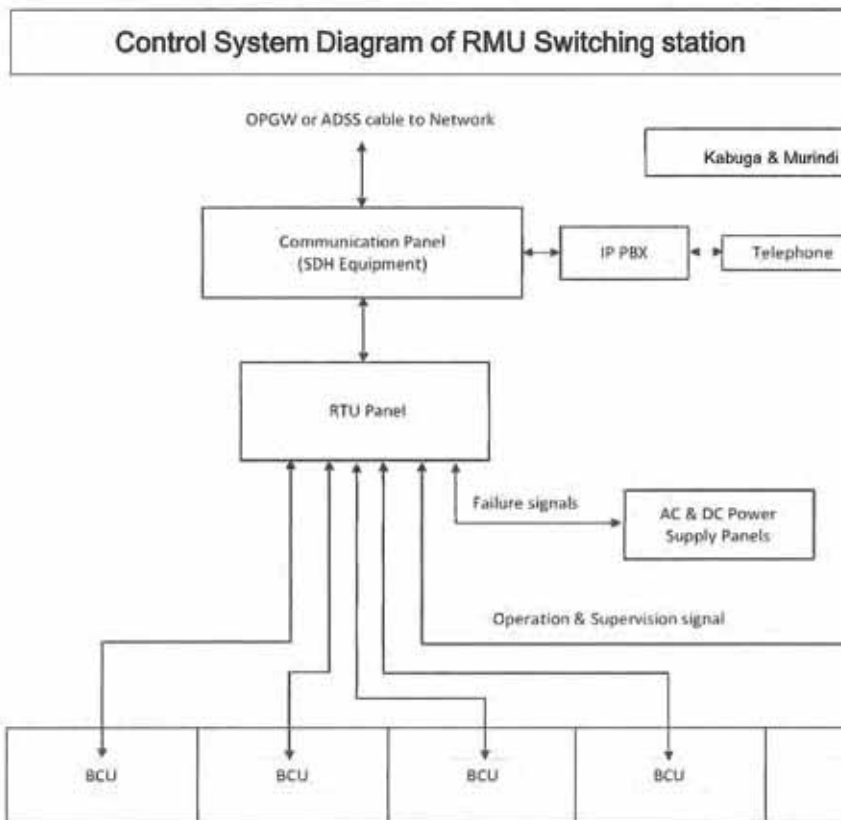 Control System Diagram of RMU Switching station
OPGW or ADSS cable to Network
Kabuga & Murindi
Communication Panel
(SDH Equipment)
IP PBX
Telephone
RTU Panel
Failure signals
AC & DC Power
Supply Panels
Operation & Supervision signal
BCU
BCU
BCU
BCU